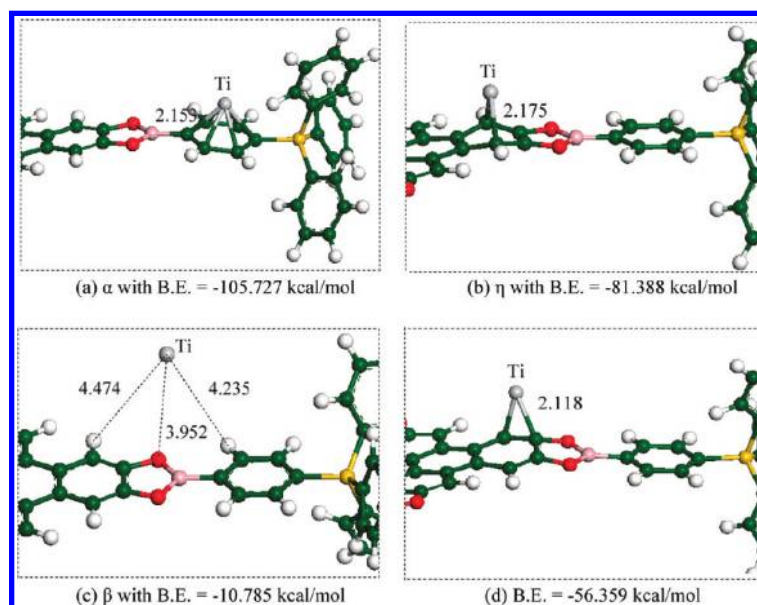 Ti
2.159
(a) α with B.E. = -105.727 kcal/mol
Ti
2.175
(b) η with B.E. = -81.388 kcal/mol
Ti
4.474
4.235
3.952
(c) β with B.E. = -10.785 kcal/mol
Ti
2.118
(d) B.E. = -56.359 kcal/mol